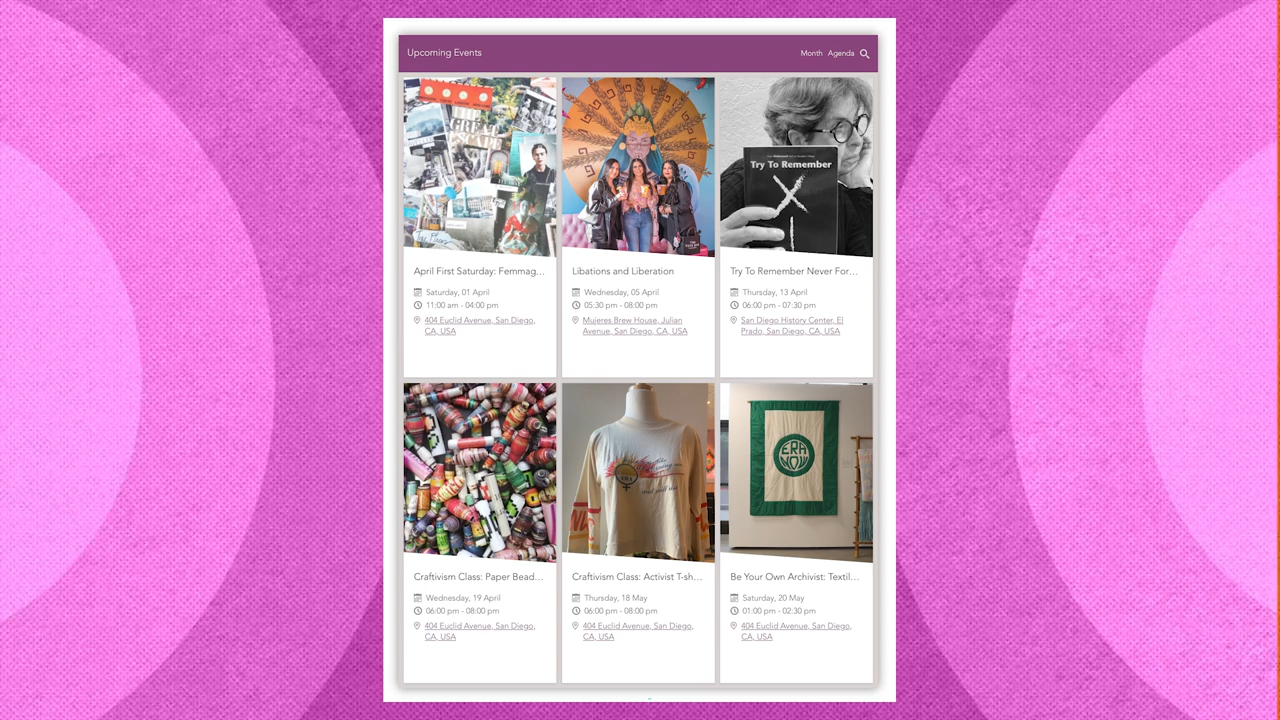 Upcoming Events
Month Agenda
THE
GREAT
ESCAPE
Try To Remember
April First Saturday: Femmag...
Saturday, 01 April
11:00 am - 04:00 pm
404 Euclid Avenue, San Diego,
CA, USA
Libations and Liberation
Wednesday, 05 April
05:30 pm - 08:00 pm
Mujeres Brew House, Julian
Avenue, San Diego, CA, USA
Try To Remember Never For...
Thursday, 13 April
06:00 pm - 07:30 pm
San Diego History Center, El
Prado, San Diego, CA, USA
ERA
and
ERA
NOW
Craftivism Class: Paper Bead...
Wednesday, 19 April
06:00 pm - 08:00 pm
404 Euclid Avenue, San Diego,
CA, USA
Craftivism Class: Activist T-sh...
Thursday, 18 May
06:00 pm - 08:00 pm
404 Euclid Avenue, San Diego,
CA, USA
Be Your Own Archivist: Textil...
Saturday, 20 May
01:00 pm - 02:30 pm
404 Euclid Avenue, San Diego,
CA, USA